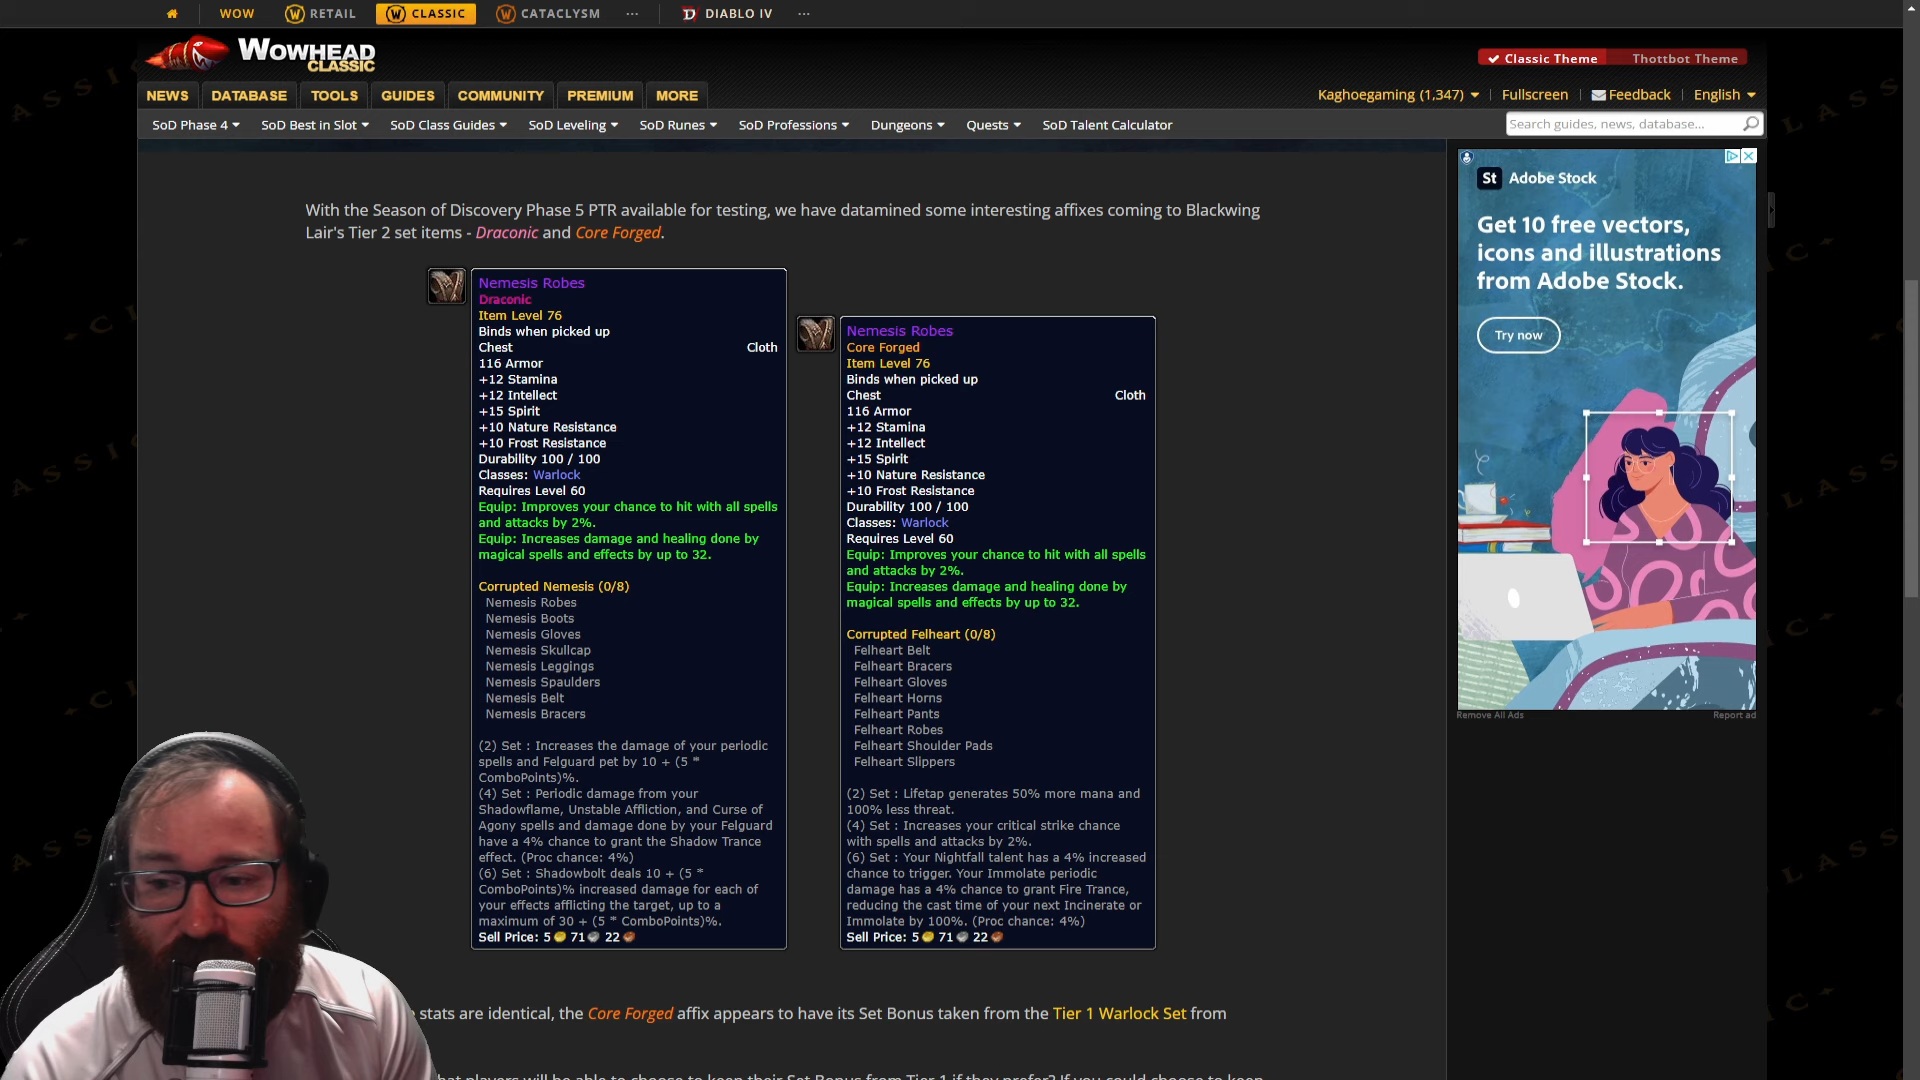 WOW
RETAIL
CLASSIC
CATACLYSM
DIABLO IV
WOWHEAD
CLASSIC
Classic Theme
Thottbot Theme
NEWS
DATABASE
TOOLS
GUIDES
COMMUNITY
PREMIUM
MORE
Kaghoegaming (1,347)
Fullscreen
Feedback
English
SoD Phase 4
SoD Best in Slot
SoD Class Guides
SoD Leveling
SoD Runes
SoD Professions
Dungeons
Quests
SoD Talent Calculator
Search guides, news, database...
With the Season of Discovery Phase 5 PTR available for testing, we have datamined some interesting affixes coming to Blackwing
Lair's Tier 2 set items - Draconic and Core Forged.
Nemesis Robes
Draconic
Item Level 76
Binds when picked up
Chest Cloth
116 Armor
+12 Stamina
+12 Intellect
+15 Spirit
+10 Nature Resistance
+10 Frost Resistance
Durability 100 / 100
Classes: Warlock
Requires Level 60
Equip: Improves your chance to hit with all spells
and attacks by 2%.
Equip: Increases damage and healing done by
magical spells and effects by up to 32.
Corrupted Nemesis (0/8)
Nemesis Robes
Nemesis Boots
Nemesis Gloves
Nemesis Skullcap
Nemesis Leggings
Nemesis Spaulders
Nemesis Belt
Nemesis Bracers
(2) Set : Increases the damage of your periodic
spells and Felguard pet by 10 + (5 *
ComboPoints)%.
(4) Set : Periodic damage from your
Shadowflame, Unstable Affliction, and Curse of
Agony spells and damage done by your Felguard
have a 4% chance to grant the Shadow Trance
effect. (Proc chance: 4%)
(6) Set : Shadowbolt deals 10 + (5 *
ComboPoints)% increased damage for each of
your effects afflicting the target, up to a
maximum of 30 + (5 * ComboPoints)%.
Sell Price: 5 71 22
Nemesis Robes
Core Forged
Item Level 76
Binds when picked up
Chest Cloth
116 Armor
+12 Stamina
+12 Intellect
+15 Spirit
+10 Nature Resistance
+10 Frost Resistance
Durability 100 / 100
Classes: Warlock
Requires Level 60
Equip: Improves your chance to hit with all spells
and attacks by 2%.
Equip: Increases damage and healing done by
magical spells and effects by up to 32.
Corrupted Felheart (0/8)
Felheart Belt
Felheart Bracers
Felheart Gloves
Felheart Horns
Felheart Pants
Felheart Robes
Felheart Shoulder Pads
Felheart Slippers
(2) Set : Lifetap generates 50% more mana and
100% less threat.
(4) Set : Increases your critical strike chance
with spells and attacks by 2%.
(6) Set : Your Nightfall talent has a 4% increased
chance to trigger. Your Immolate periodic
damage has a 4% chance to grant Fire Trance,
reducing the cast time of your next Incinerate or
Immolate by 100%. (Proc chance: 4%)
Sell Price: 5 71 22
stats are identical, the Core Forged affix appears to have its Set Bonus taken from the Tier 1 Warlock Set from
St Adobe Stock
Get 10 free vectors,
icons and illustrations
from Adobe Stock.
Try now
Remove All Ads
Report ad